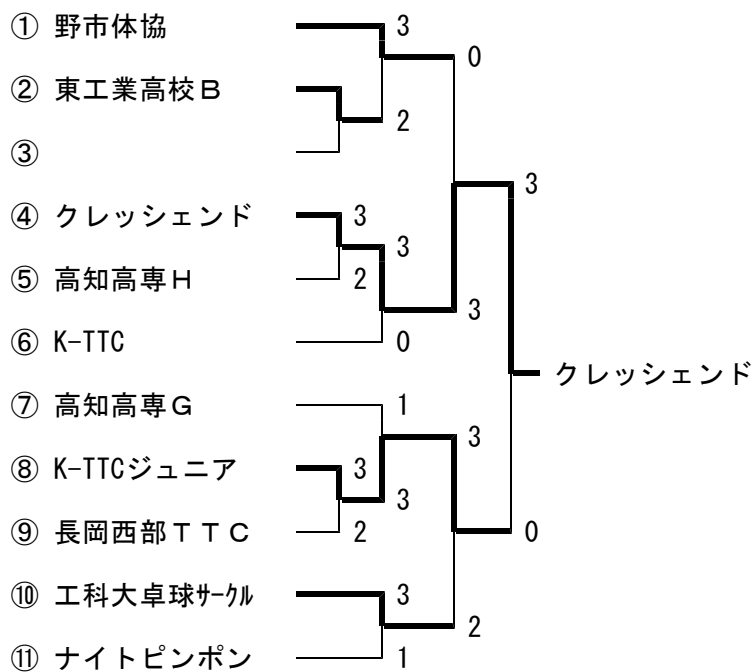 ① 野市体協 3
0
② 東工業高校Ｂ 2
③
3
④ クレッシェンド 3
3
⑤ 高知高専Ｈ 2
3
⑥ K-TTC 0
クレッシェンド
⑦ 高知高専Ｇ 1
3
⑧ K-TTCジュニア 3
3
⑨ 長岡西部ＴＴＣ 2
0
⑩ 工科大卓球ｻｰｸﾙ 3
2
⑪ ナイトピンポン 1